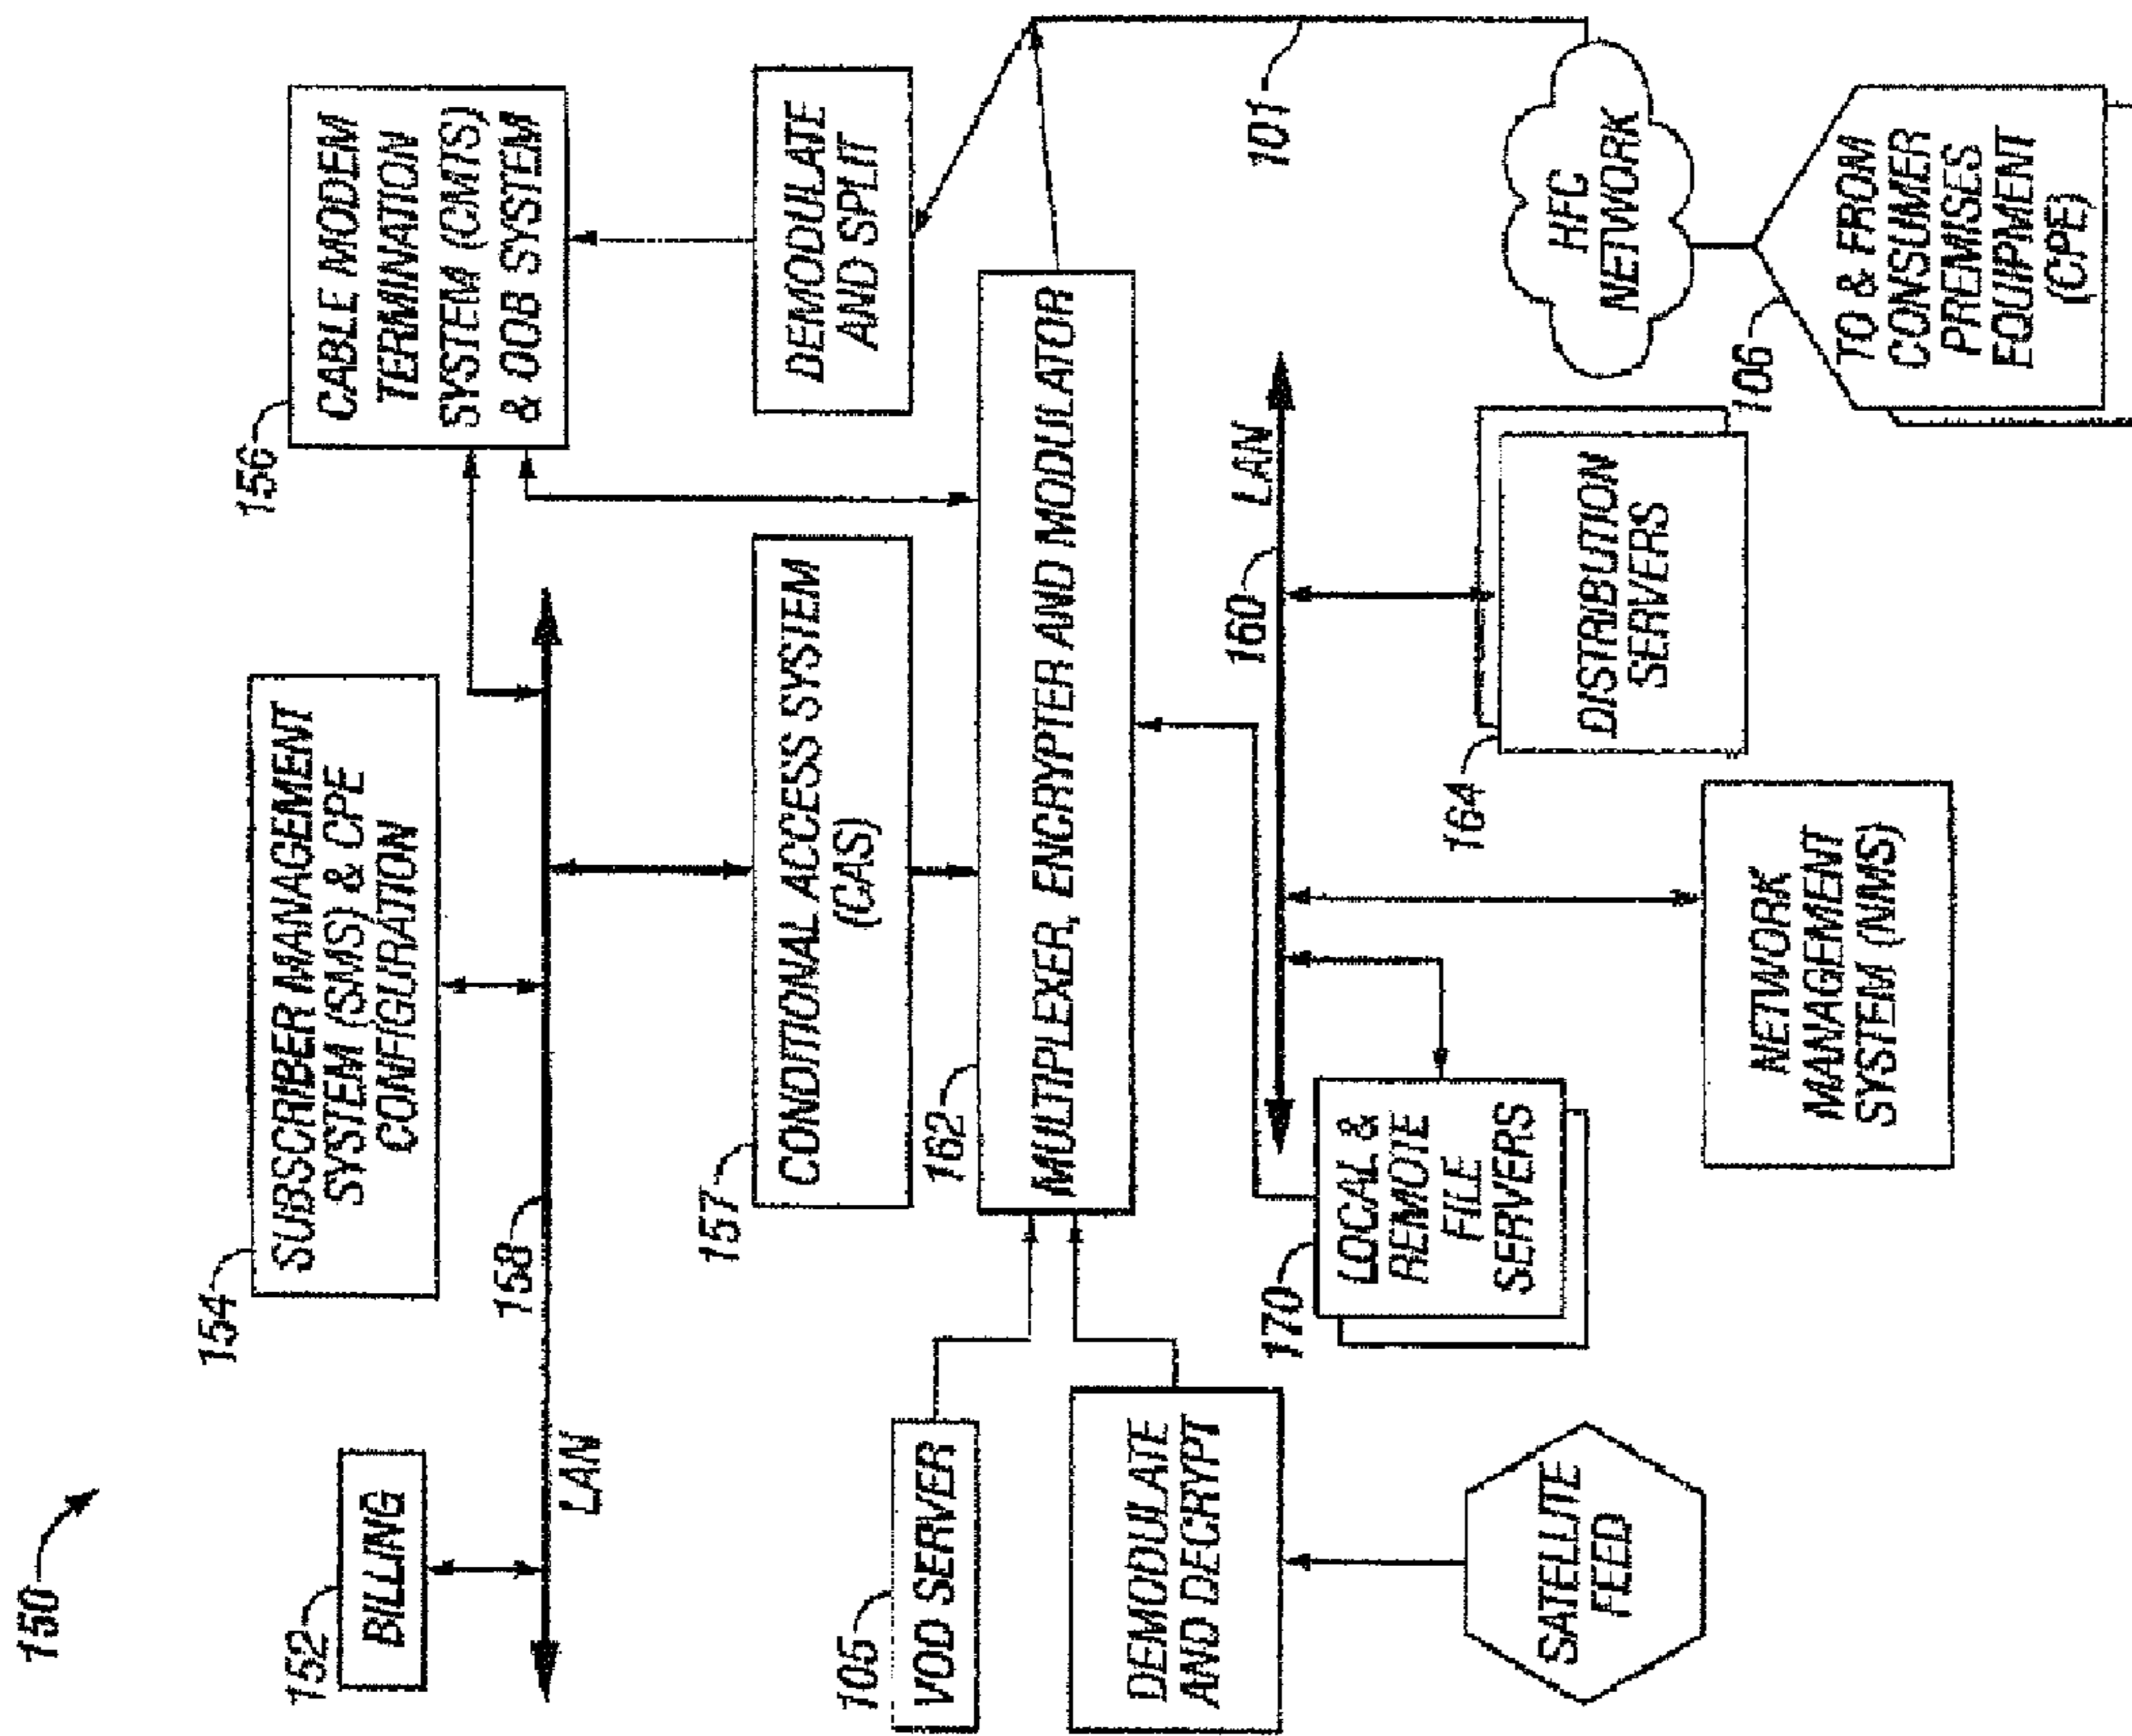 150
152
BILLING
154
SUBSCRIBER MANAGEMENT
SYSTEM (SMS) & CPE
CONFIGURATION
156
CABLE MODEM
TERMINATION
SYSTEM (CMTS)
& OOB SYSTEM
158
LAN
157
CONDITIONAL ACCESS SYSTEM
(CAS)
DEMODULATE
AND SPLIT
105
VOD SERVER
162
MULTIPLEXER, ENCRYPTER AND MODULATOR
DEMODULATE
AND DECRYPT
SATELLITE
FEED
170
LOCAL &
REMOTE
FILE
SERVERS
160
LAN
101
164
DISTRIBUTION
SERVERS
NETWORK
MANAGEMENT
SYSTEM (NMS)
HFC
NETWORK
106
TO & FROM
CONSUMER
PREMISES
EQUIPMENT
(CPE)